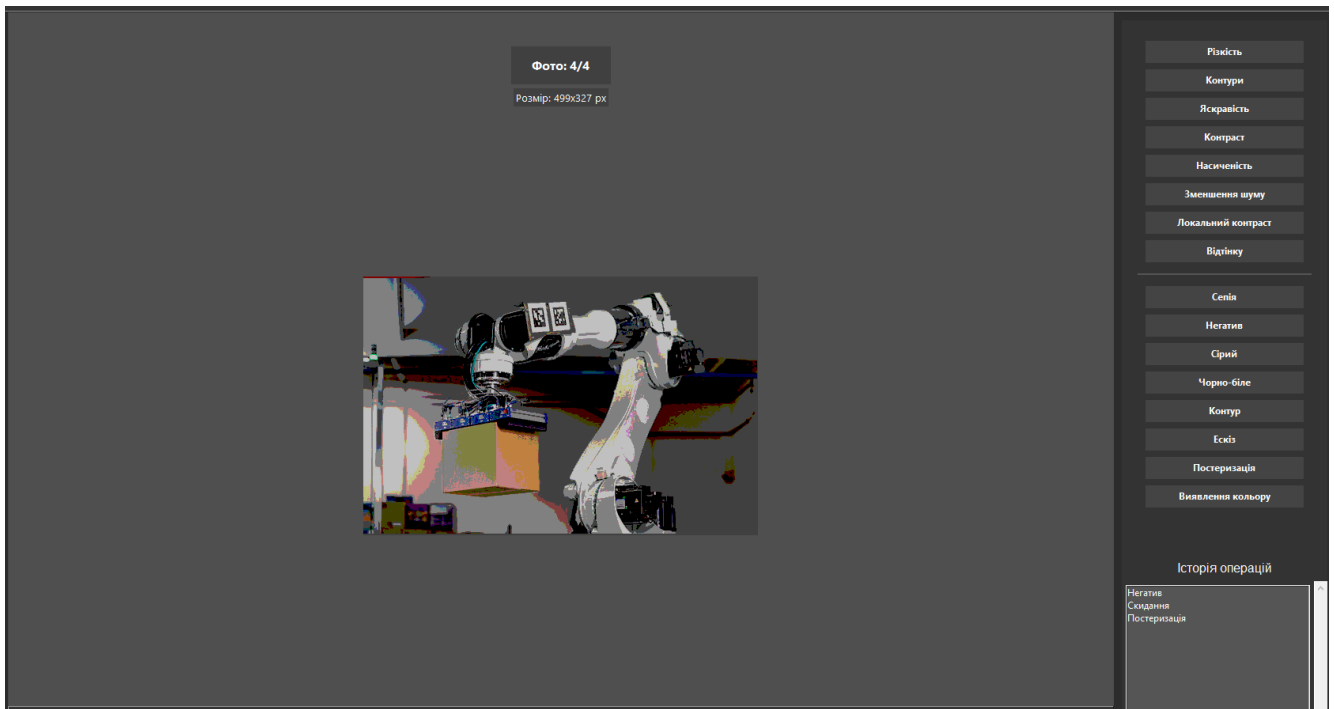 Фото: 4/4
Розмір: 499x327 px
Різкість
Контури
Яскравість
Контраст
Насиченість
Зменшення шуму
Локальний контраст
Відтінку
Сепія
Негатив
Сірий
Чорно-біле
Контур
Ескіз
Постеризація
Виявлення кольору
Історія операцій
Негатив
Скидання
Постеризація